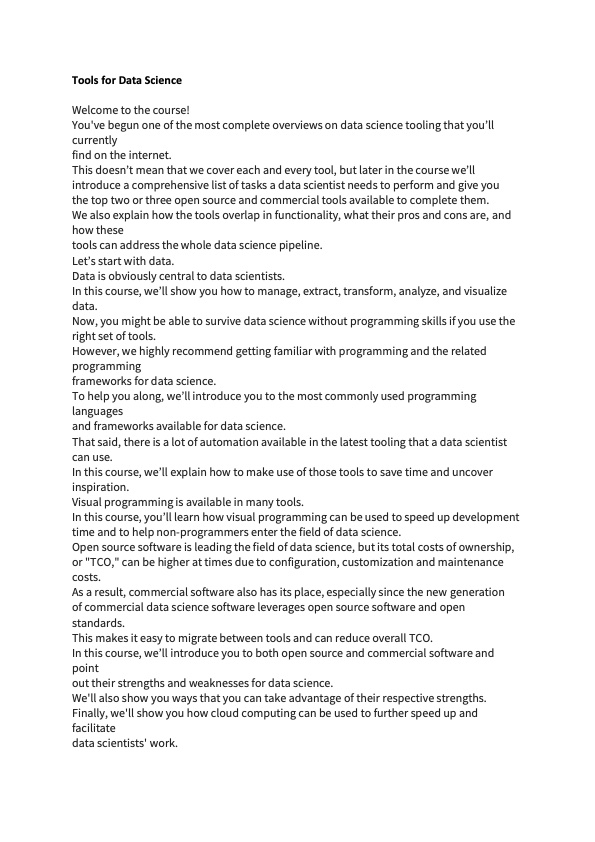 Tools for Data Science
Welcome to the course!
You've begun one of the most complete overviews on data science tooling that you’ll
currently
find on the internet.
This doesn’t mean that we cover each and every tool, but later in the course we’ll
introduce a comprehensive list of tasks a data scientist needs to perform and give you
the top two or three open source and commercial tools available to complete them.
We also explain how the tools overlap in functionality, what their pros and cons are, and
how these
tools can address the whole data science pipeline.
Let’s start with data.
Data is obviously central to data scientists.
In this course, we’ll show you how to manage, extract, transform, analyze, and visualize
data.
Now, you might be able to survive data science without programming skills if you use the
right set of tools.
However, we highly recommend getting familiar with programming and the related
programming
frameworks for data science.
To help you along, we’ll introduce you to the most commonly used programming
languages
and frameworks available for data science.
That said, there is a lot of automation available in the latest tooling that a data scientist
can use.
In this course, we’ll explain how to make use of those tools to save time and uncover
inspiration.
Visual programming is available in many tools.
In this course, you’ll learn how visual programming can be used to speed up development
time and to help non-programmers enter the field of data science.
Open source software is leading the field of data science, but its total costs of ownership,
or "TCO," can be higher at times due to configuration, customization and maintenance
costs.
As a result, commercial software also has its place, especially since the new generation
of commercial data science software leverages open source software and open
standards.
This makes it easy to migrate between tools and can reduce overall TCO.
In this course, we’ll introduce you to both open source and commercial software and
point
out their strengths and weaknesses for data science.
We'll also show you ways that you can take advantage of their respective strengths.
Finally, we'll show you how cloud computing can be used to further speed up and
facilitate
data scientists' work.